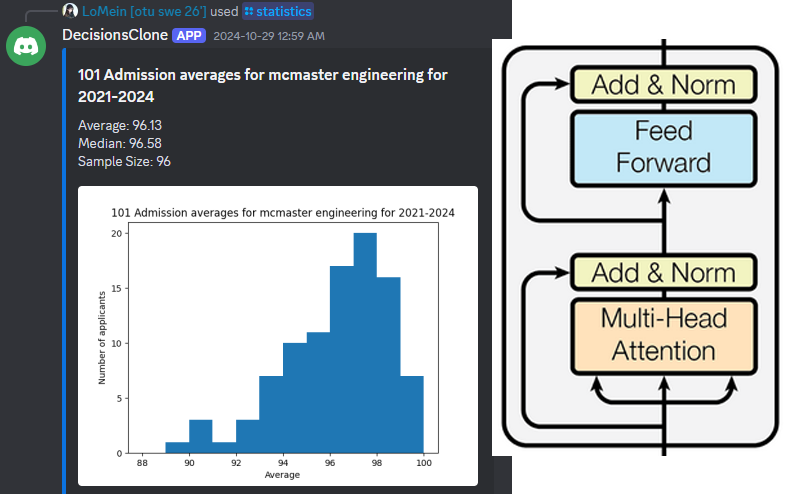 LoMein [otu swe 26'] used statistics
DecisionsClone APP 2024-10-29 12:59 AM
101 Admission averages for mcmaster engineering for
2021-2024
Average: 96.13
Median: 96.58
Sample Size: 96
101 Admission averages for mcmaster engineering for 2021-2024
Number of applicants
20
15
10
5
0
88 90 92 94 96 98 100
Average
Add & Norm
Feed
Forward
Add & Norm
Multi-Head
Attention